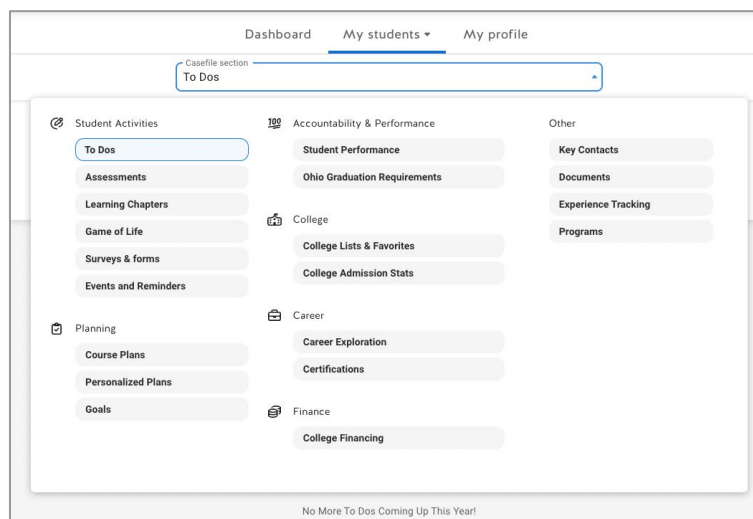 Dashboard My students My profile
Casefile section
To Dos
Student Activities
To Dos
Assessments
Learning Chapters
Game of Life
Surveys & forms
Events and Reminders
Planning
Course Plans
Personalized Plans
Goals
100 Accountability & Performance
Student Performance
Ohio Graduation Requirements
College
College Lists & Favorites
College Admission Stats
Career
Career Exploration
Certifications
Finance
College Financing
Other
Key Contacts
Documents
Experience Tracking
Programs
No More To Dos Coming Up This Year!